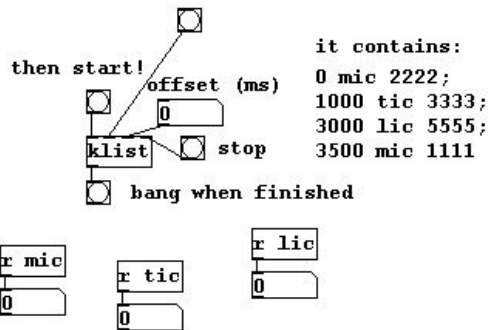 it contains:
then start!
offset (ms)
0 mic 2222;
0
1000 tic 3333;
klist
stop
3000 lic 5555;
3500 mic 1111
bang when finished
r mic
0
r tic
0
r lic
0